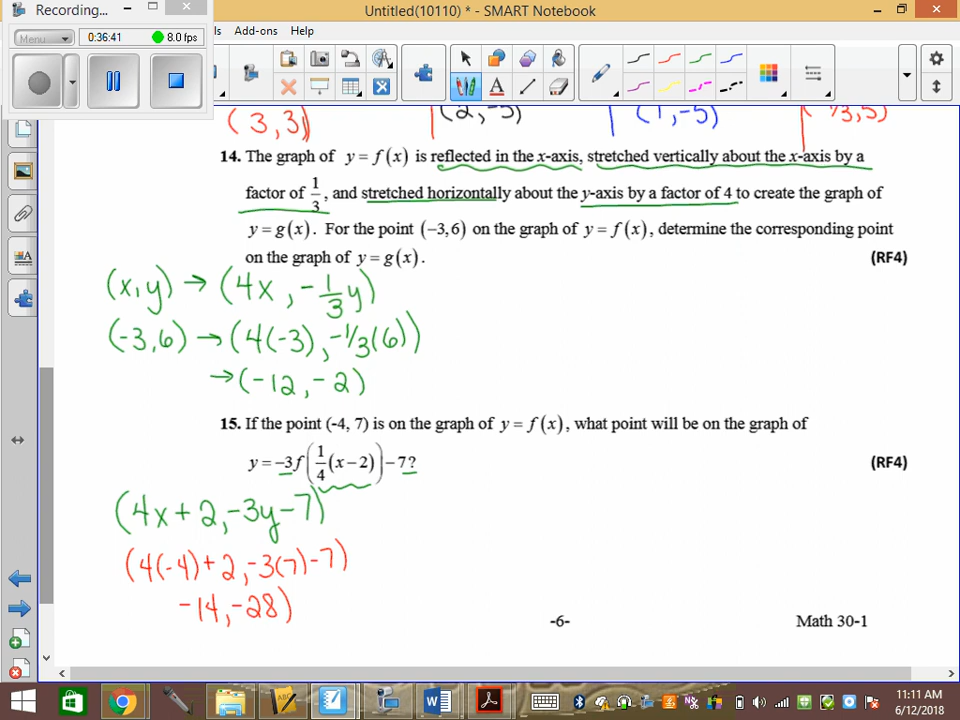 Recording...
Untitled(10110) * - SMART Notebook
Menu
0:36:41
8.0 fps
Add-ons Help
(3,3)
(2,-5)
(1,-5)
14. The graph of y = f(x) is reflected in the x-axis, stretched vertically about the x-axis by a
factor of 1/3, and stretched horizontally about the y-axis by a factor of 4 to create the graph of
y = g(x). For the point (−3,6) on the graph of y = f(x), determine the corresponding point
on the graph of y = g(x). (RF4)
(x,y) → (4x, -1/3y)
(-3,6) → (4(-3), -1/3(6))
→(-12, -2)
15. If the point (-4, 7) is on the graph of y = f(x), what point will be on the graph of
y = −3f(1/4(x−2))−7? (RF4)
(4x+2, -3y-7)
(4(-4)+2, -3(7)-7)
-14, -28)
-6- Math 30-1
11:11 AM
6/12/2018